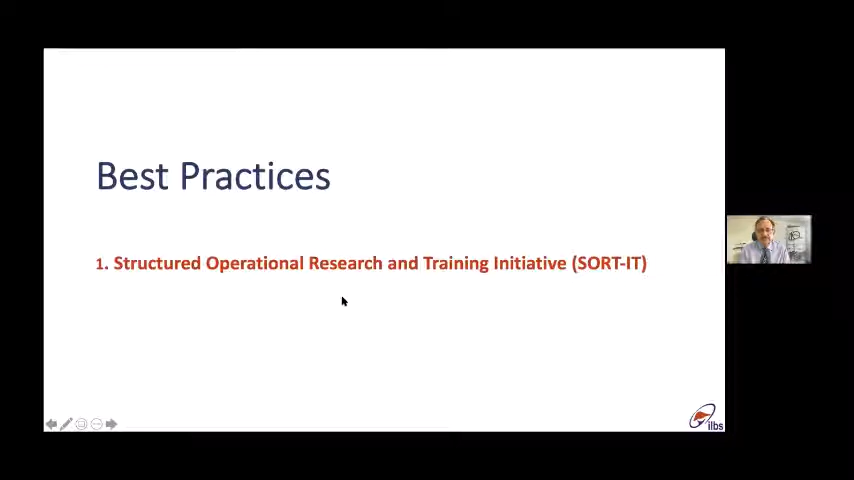 Best Practices
1. Structured Operational Research and Training Initiative (SORT-IT)
ilbs